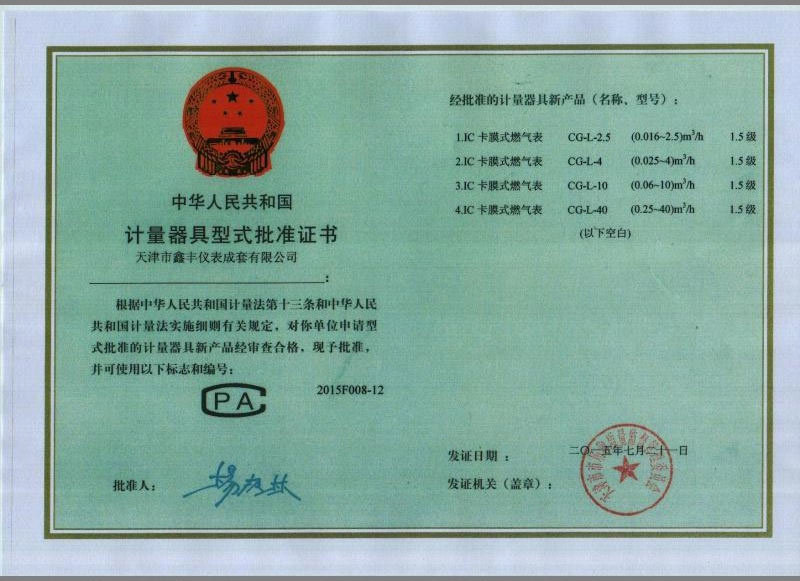 中华人民共和国
计量器具型式批准证书
天津市鑫丰仪表成套有限公司
：
根据中华人民共和国计量法第十三条和中华人民
共和国计量法实施细则有关规定，对你单位申请型
式批准的计量器具新产品经审查合格，现予批准，
并可使用以下标志和编号：
CPA 2015F008-12
批准人：
经批准的计量器具新产品（名称、型号）：
1.IC 卡膜式燃气表 CG-L-2.5 (0.016~2.5)m³/h 1.5 级
2.IC 卡膜式燃气表 CG-L-4 (0.025~4)m³/h 1.5 级
3.IC 卡膜式燃气表 CG-L-10 (0.06~10)m³/h 1.5 级
4.IC 卡膜式燃气表 CG-L-40 (0.25~40)m³/h 1.5 级
(以下空白)
发证日期 ： 二〇一五年七月二十一日
发证机关（盖章）：